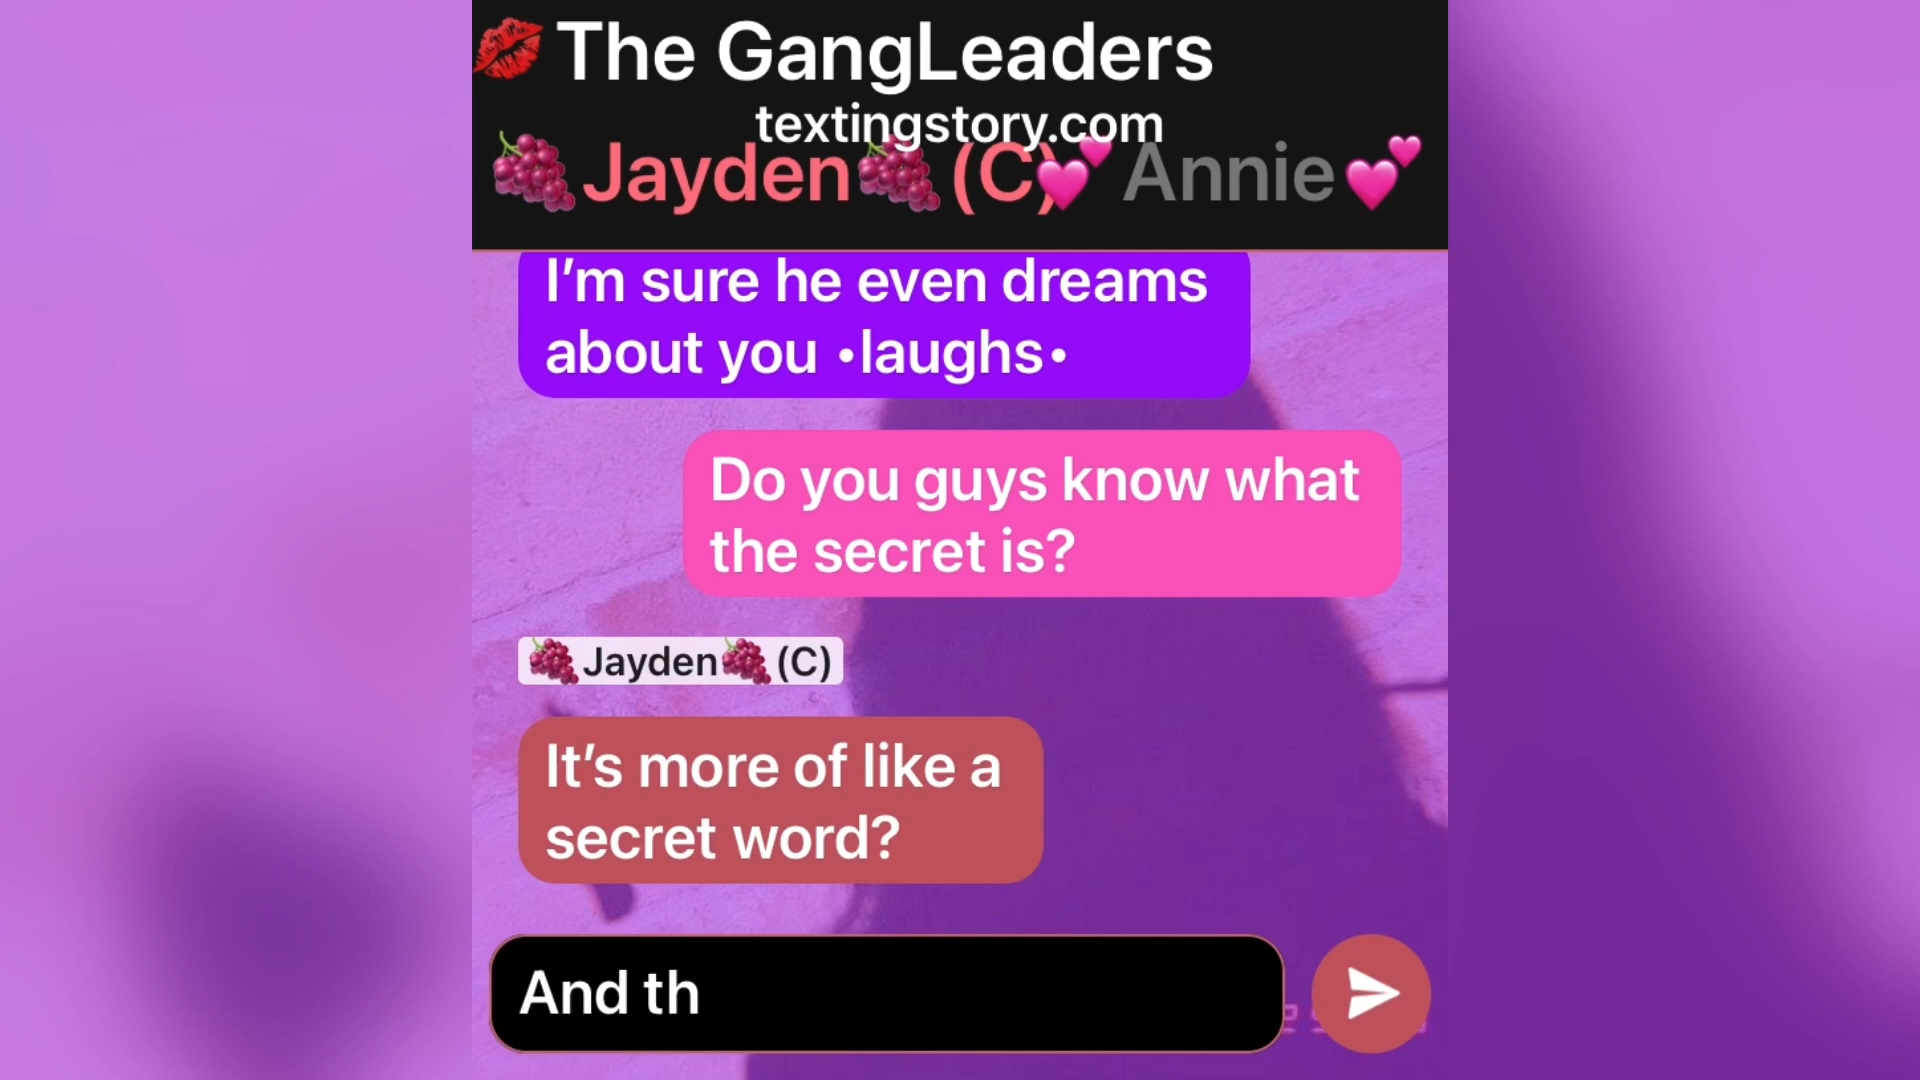 💋The GangLeaders
textingstory.com
🍇Jayden🍇(C)
💕Annie💕
I’m sure he even dreams
about you •laughs•
Do you guys know what
the secret is?
🍇Jayden🍇(C)
It’s more of like a
secret word?
And th